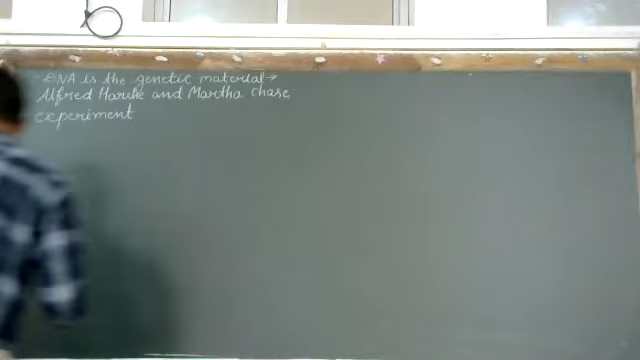 DNA is the genetic material →
Alfred Harshe and Martha chase
experiment